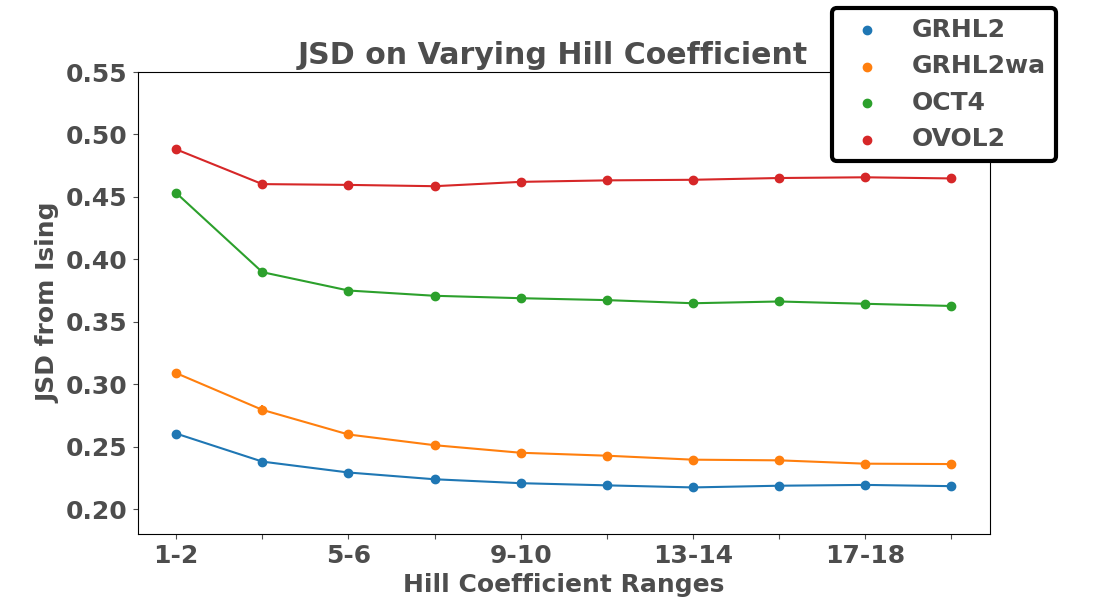 JSD on Varying Hill Coefficient
GRHL2
GRHL2wa
OCT4
OVOL2
JSD from Ising
0.55
0.50
0.45
0.40
0.35
0.30
0.25
0.20
1-2
5-6
9-10
13-14
17-18
Hill Coefficient Ranges